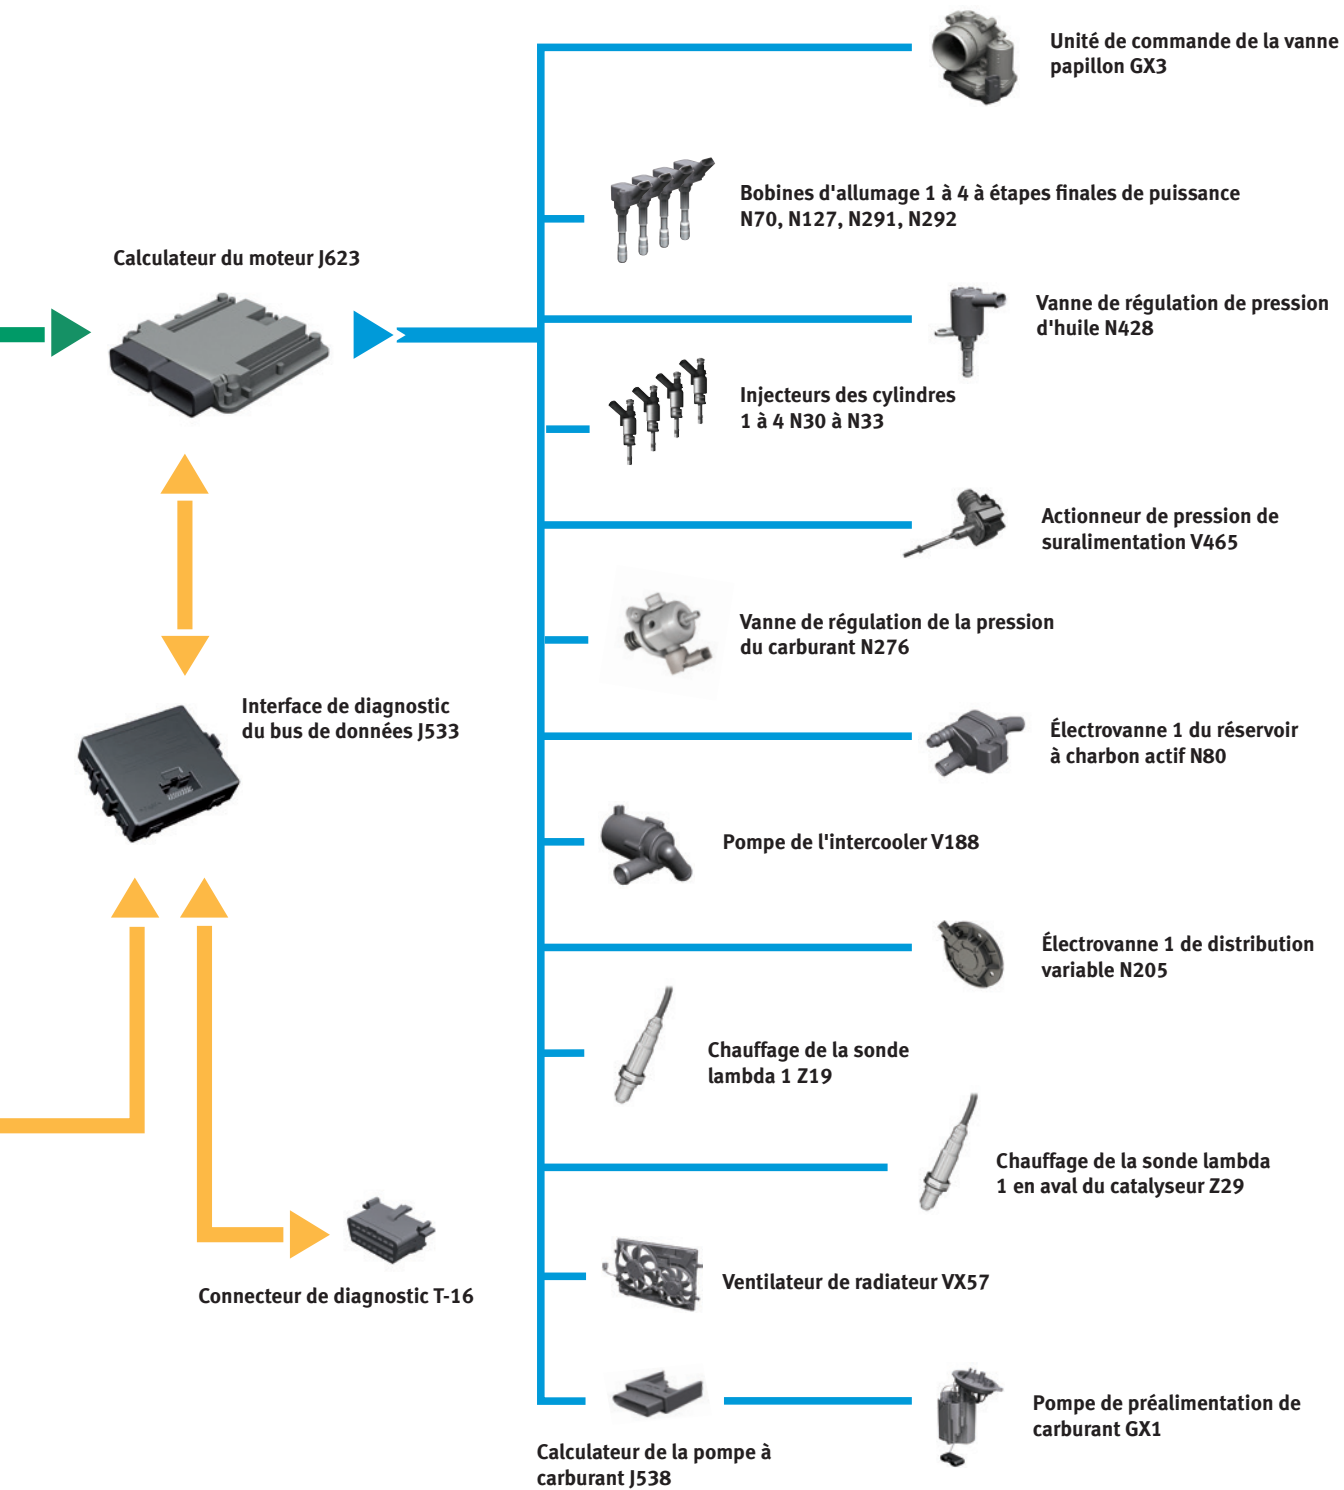 Unité de commande de la vanne
papillon GX3
Bobines d'allumage 1 à 4 à étapes finales de puissance
N70, N127, N291, N292
Calculateur du moteur J623
Vanne de régulation de pression
d'huile N428
Injecteurs des cylindres
1 à 4 N30 à N33
Actionneur de pression de
suralimentation V465
Vanne de régulation de la pression
du carburant N276
Interface de diagnostic
du bus de données J533
Électrovanne 1 du réservoir
à charbon actif N80
Pompe de l'intercooler V188
Électrovanne 1 de distribution
variable N205
Chauffage de la sonde
lambda 1 Z19
Chauffage de la sonde lambda
1 en aval du catalyseur Z29
Connecteur de diagnostic T-16
Ventilateur de radiateur VX57
Pompe de préalimentation de
carburant GX1
Calculateur de la pompe à
carburant J538